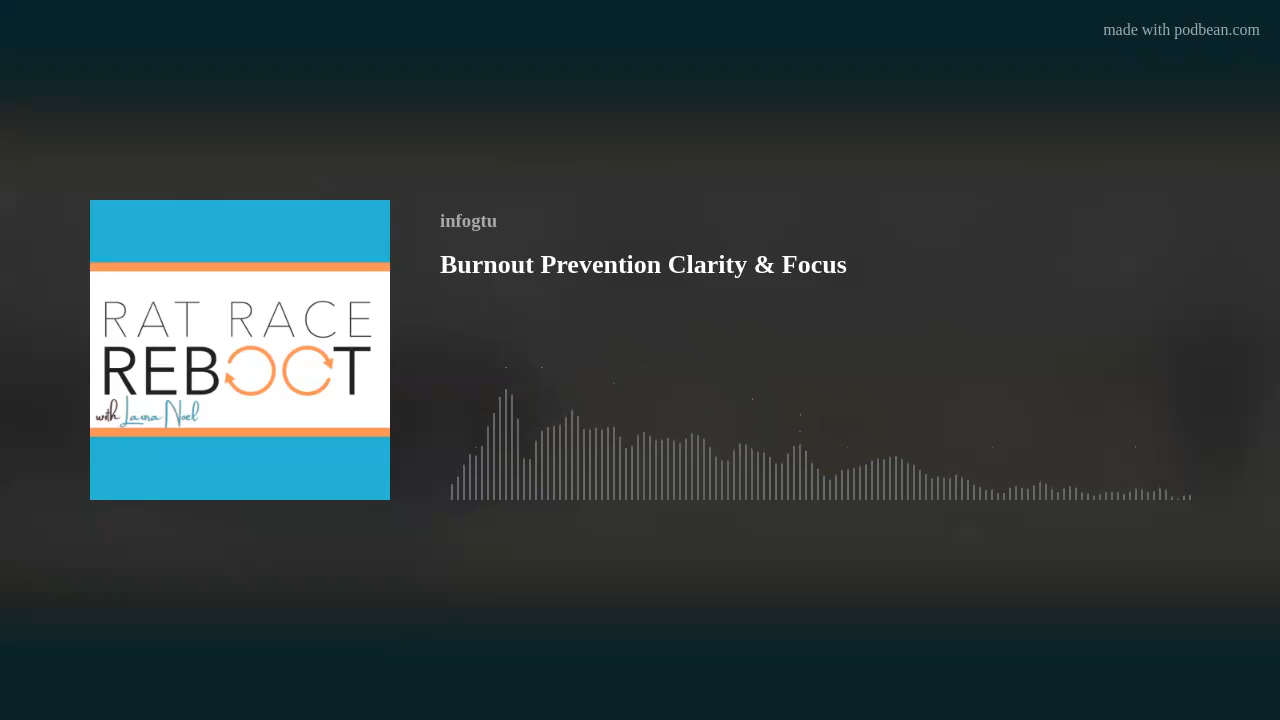 made with podbean.com
infogtu
Burnout Prevention Clarity & Focus
RAT RACE
REBOOT
with Laura Noel